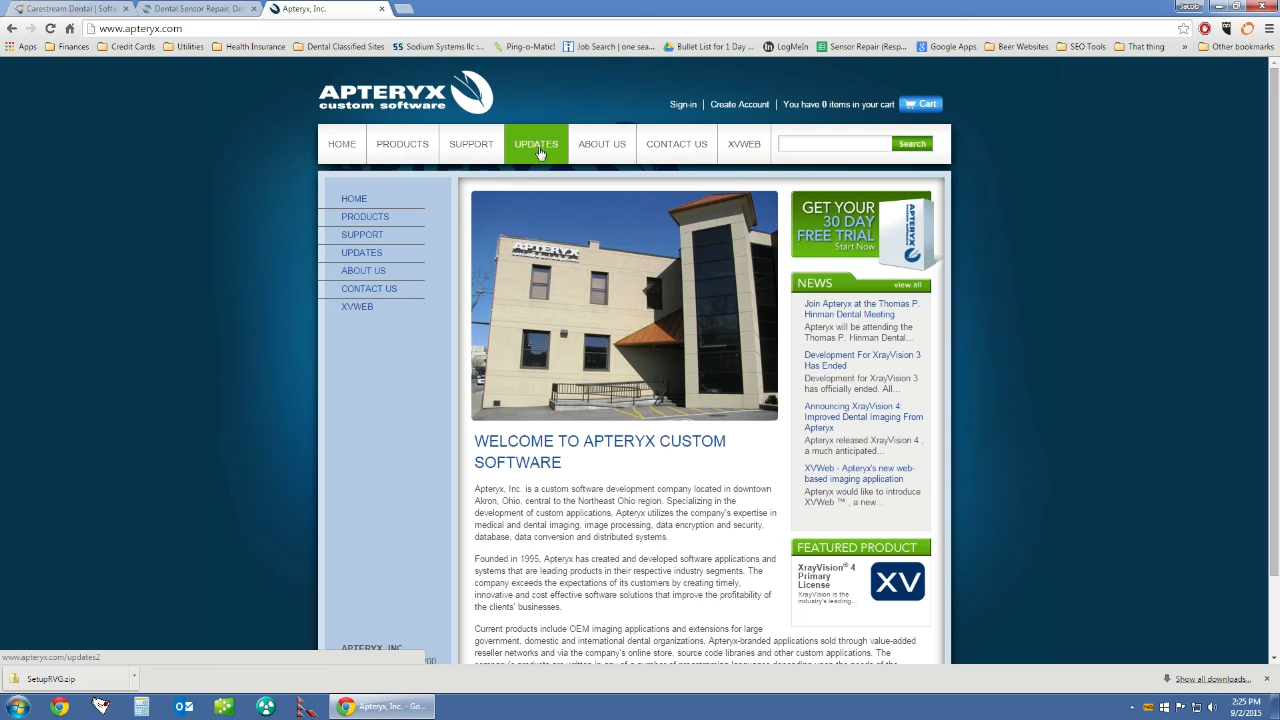 Carestream Dental | Softw
Dental Sensor Repair, Den
Apteryx, Inc.
Jacob
www.apteryx.com
Apps
Finances
Credit Cards
Utilities
Health Insurance
Dental Classified Sites
SS Sodium Systems llc :...
Ping-o-Matic!
Job Search | one sea...
Bullet List for 1 Day ...
LogMeIn
Sensor Repair (Resp...
Google Apps
Beer Websites
SEO Tools
That thing
»
Other bookmarks
APTERYX
custom software
Sign-in | Create Account | You have 0 items in your cart Cart
HOME PRODUCTS SUPPORT UPDATES ABOUT US CONTACT US XVWEB Search
HOME
PRODUCTS
SUPPORT
UPDATES
ABOUT US
CONTACT US
XVWEB
APTERYX
GET YOUR
30 DAY
FREE TRIAL
Start Now
APTERYX
NEWS view all
Join Apteryx at the Thomas P.
Hinman Dental Meeting
Apteryx will be attending the
Thomas P. Hinman Dental...
Development For XrayVision 3
Has Ended
Development for XrayVision 3
has officially ended. All...
Announcing XrayVision 4:
Improved Dental Imaging From
Apteryx
Apteryx released XrayVision 4 ,
a much anticipated...
XVWeb - Apteryx's new web-
based imaging application
Apteryx would like to introduce
XVWeb ™ , a new...
FEATURED PRODUCT
XrayVision® 4
Primary
License
XrayVision is the
industry's leading...
XV
WELCOME TO APTERYX CUSTOM
SOFTWARE
Apteryx, Inc. is a custom software development company located in downtown
Akron, Ohio, central to the Northeast Ohio region. Specializing in the
development of custom applications, Apteryx utilizes the company's expertise in
medical and dental imaging, image processing, data encryption and security,
database, data conversion and distributed systems.
Founded in 1995, Apteryx has created and developed software applications and
systems that are leading products in their respective industry segments. The
company exceeds the expectations of its customers by creating timely,
innovative and cost effective software solutions that improve the profitability of
the clients' businesses.
Current products include OEM imaging applications and extensions for large
government, domestic and international dental organizations, Apteryx-branded applications sold through value-added
reseller networks and via the company's online store, source code libraries and other custom applications. The
APTERYX, INC.
www.apteryx.com/updates2
SetupRVG.zip
Show all downloads...
Apteryx, Inc. - Go...
2:25 PM
9/2/2015